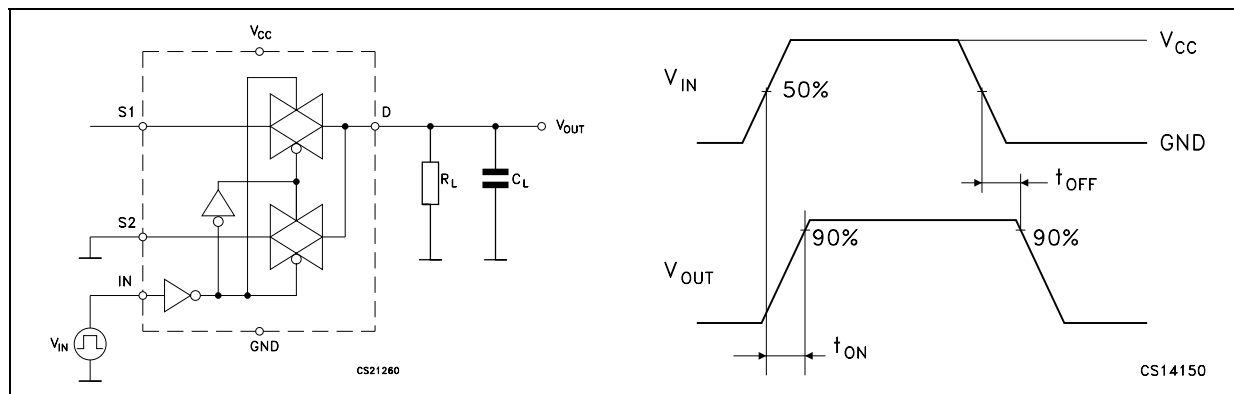 VCC
S1
D
VOUT
RL
CL
S2
IN
VIN
GND
CS21260
VIN
50%
VCC
GND
tOFF
90%
90%
VOUT
tON
CS14150